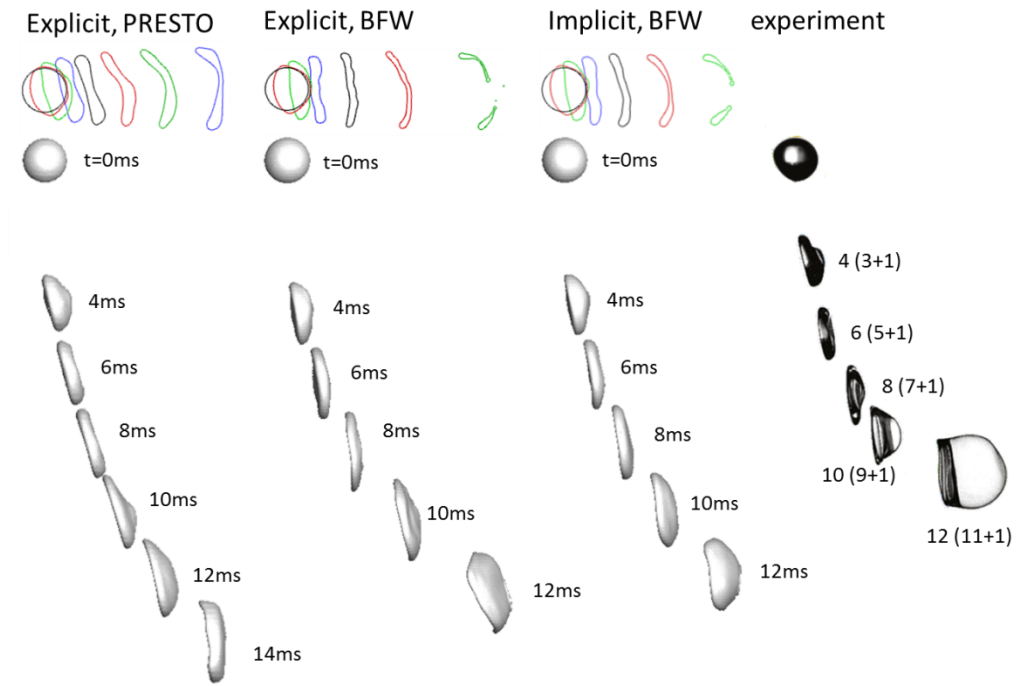 Explicit, PRESTO
Explicit, BFW
Implicit, BFW
experiment
t=0ms
t=0ms
t=0ms
4ms
6ms
8ms
10ms
12ms
14ms
4ms
6ms
8ms
10ms
12ms
4ms
6ms
8ms
10ms
12ms
4 (3+1)
6 (5+1)
8 (7+1)
10 (9+1)
12 (11+1)